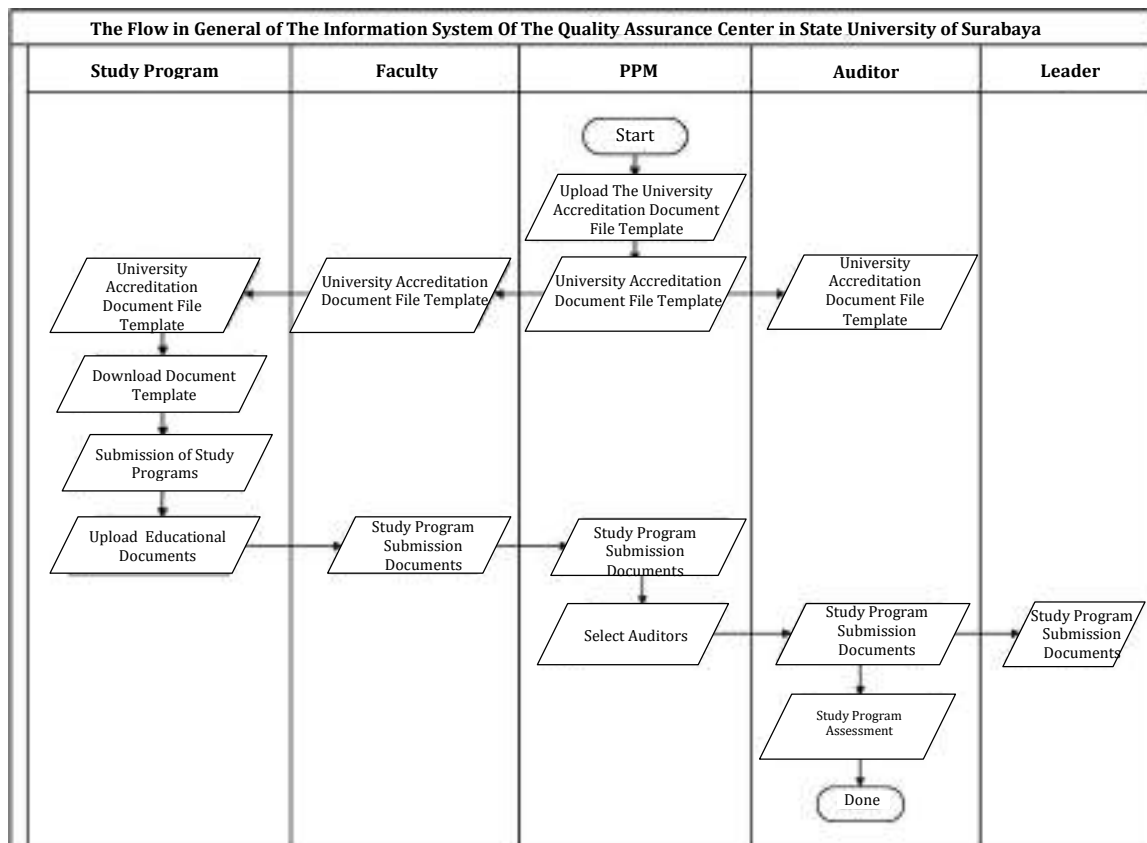 The Flow in General of The Information System Of The Quality Assurance Center in State University of Surabaya
Study Program
Faculty
PPM
Auditor
Leader
Start
Upload The University
Accreditation Document
File Template
University
Accreditation
Document File
Template
University Accreditation
Document File Template
University Accreditation
Document File Template
University
Accreditation
Document File
Template
Download Document
Template
Submission of Study
Programs
Upload Educational
Documents
Study Program
Submission
Documents
Study Program
Submission
Documents
Select Auditors
Study Program
Submission
Documents
Study Program
Submission
Documents
Study Program
Assessment
Done